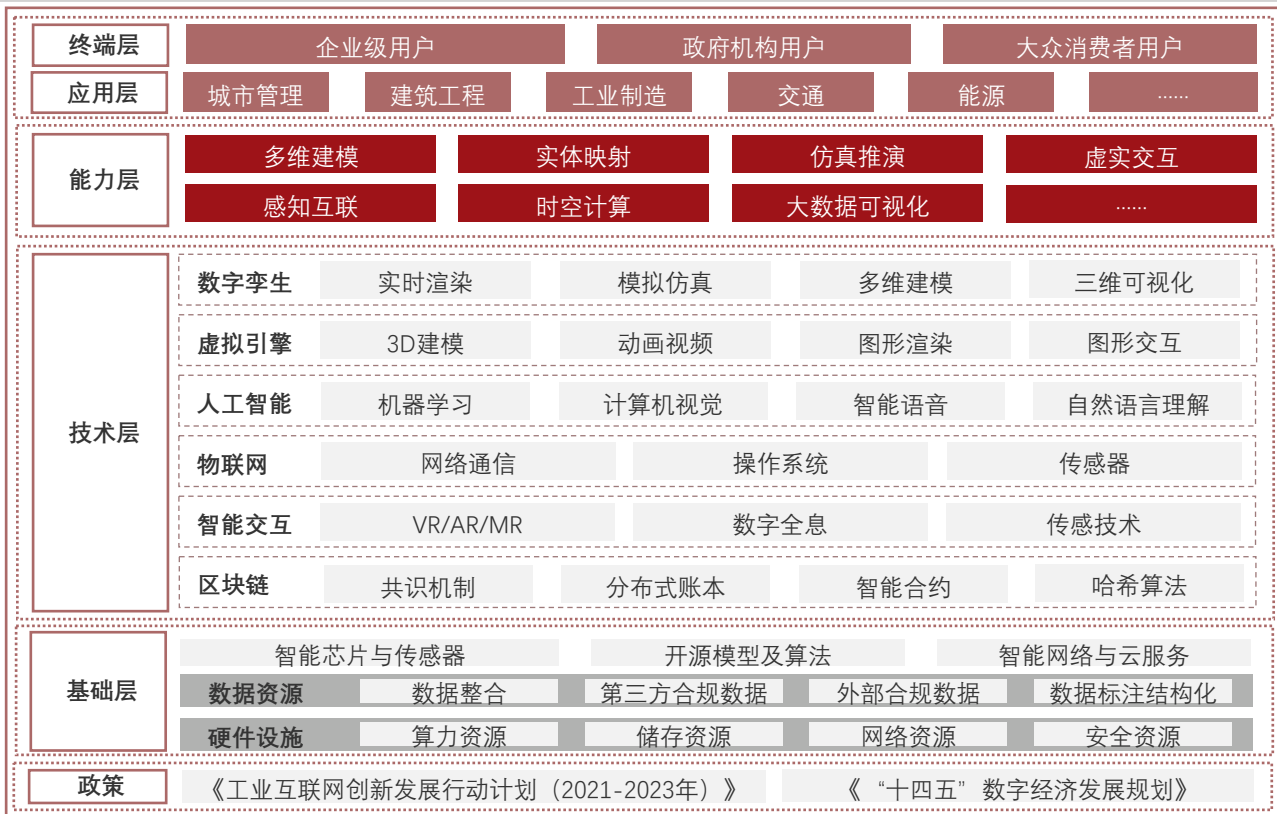 终端层 企业级用户 政府机构用户 大众消费者用户
应用层 城市管理 建筑工程 工业制造 交通 能源 ......
能力层
多维建模 实体映射 仿真推演 虚实交互
感知互联 时空计算 大数据可视化 ......
技术层
数字孪生 实时渲染 模拟仿真 多维建模 三维可视化
虚拟引擎 3D建模 动画视频 图形渲染 图形交互
人工智能 机器学习 计算机视觉 智能语音 自然语言理解
物联网 网络通信 操作系统 传感器
智能交互 VR/AR/MR 数字全息 传感技术
区块链 共识机制 分布式账本 智能合约 哈希算法
基础层
智能芯片与传感器 开源模型及算法 智能网络与云服务
数据资源 数据整合 第三方合规数据 外部合规数据 数据标注结构化
硬件设施 算力资源 储存资源 网络资源 安全资源
政策 《工业互联网创新发展行动计划（2021-2023年）》 《“十四五”数字经济发展规划》